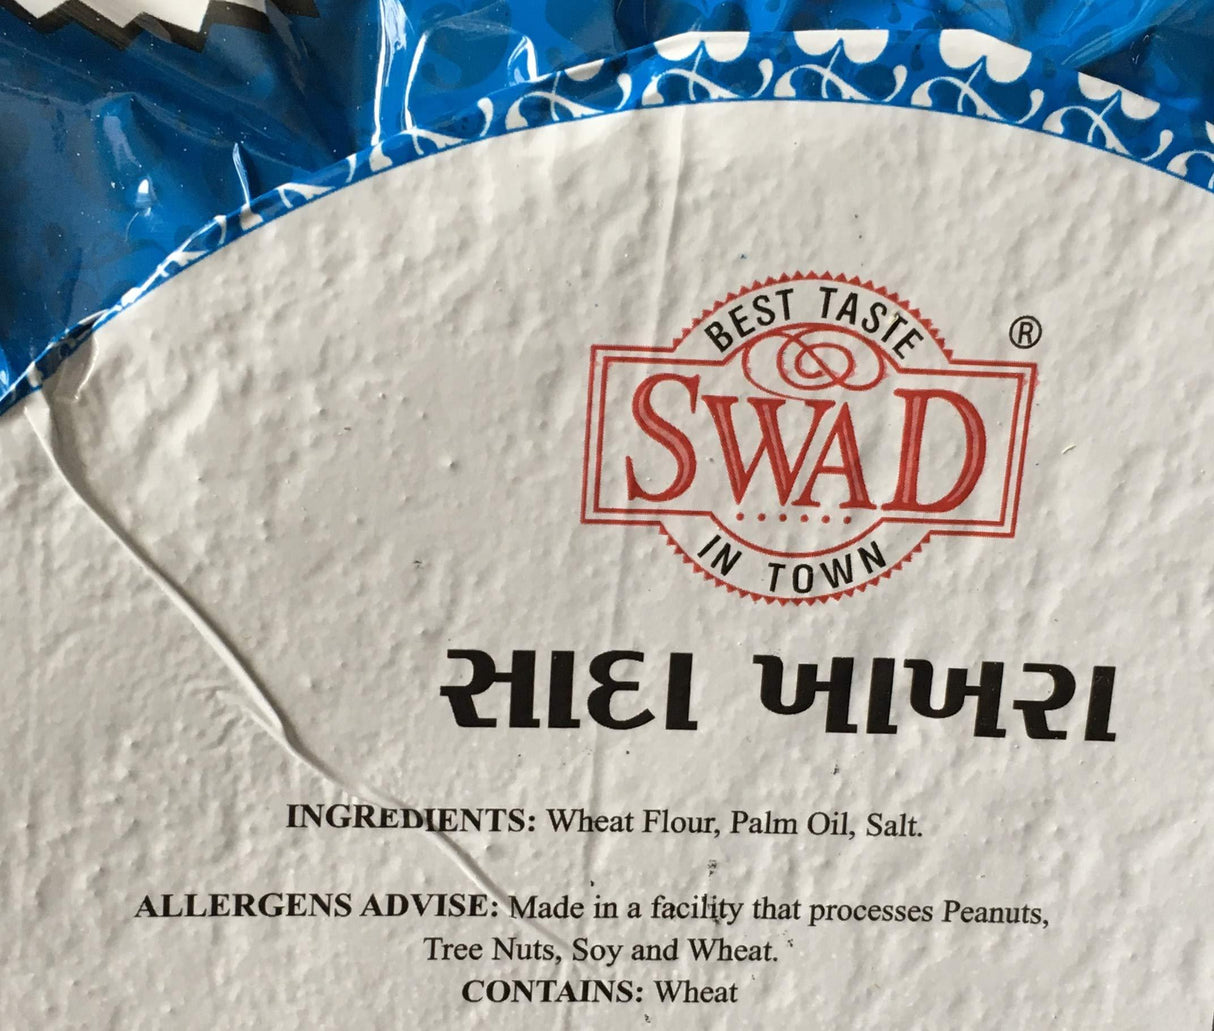 BEST TASTE
®
SWAD
IN TOWN
સાદા ખાખરા
INGREDIENTS: Wheat Flour, Palm Oil, Salt.
ALLERGENS ADVISE: Made in a facility that processes Peanuts,
Tree Nuts, Soy and Wheat.
CONTAINS: Wheat